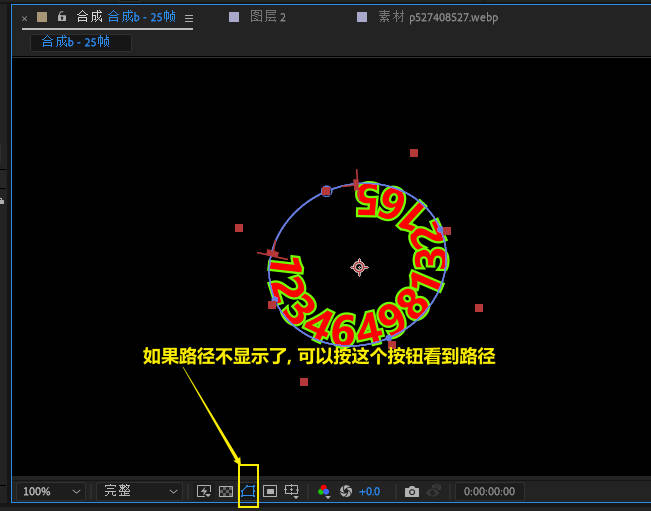 × 合成 合成b - 25帧 ≡ 图层 2 素材 p527408527.webp
合成b - 25帧
1234649813272165
如果路径不显示了, 可以按这个按钮看到路径
100% 完整 +0.0 0:00:00:00